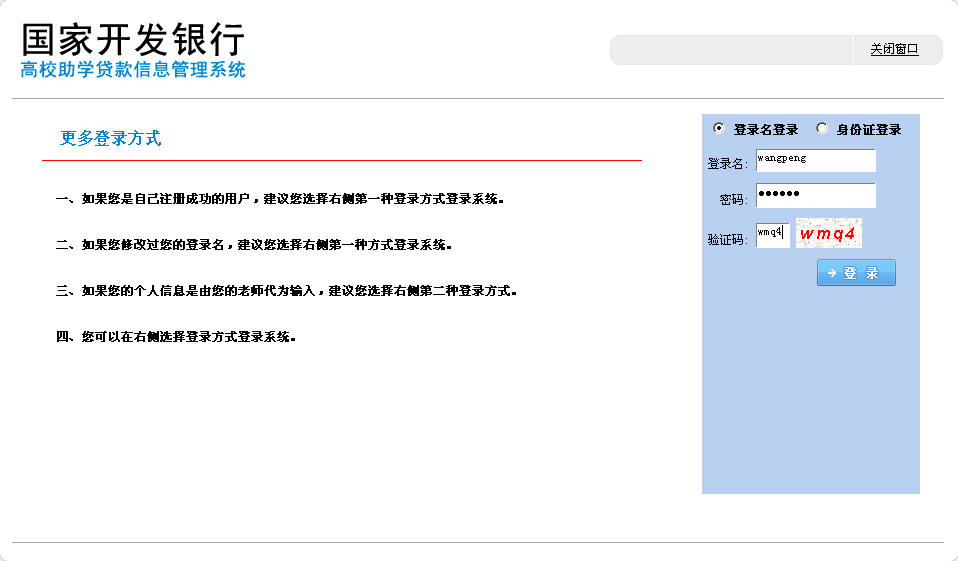 国家开发银行
高校助学贷款信息管理系统
关闭窗口
更多登录方式
一、如果您是自己注册成功的用户，建议您选择右侧第一种登录方式登录系统。
二、如果您修改过您的登录名，建议您选择右侧第一种方式登录系统。
三、如果您的个人信息是由您的老师代为输入，建议您选择右侧第二种登录方式。
四、您可以在右侧选择登录方式登录系统。
登录名登录 身份证登录
登录名: wangpeng
密码: ●●●●●●
验证码: wmq4 wmq4
登 录